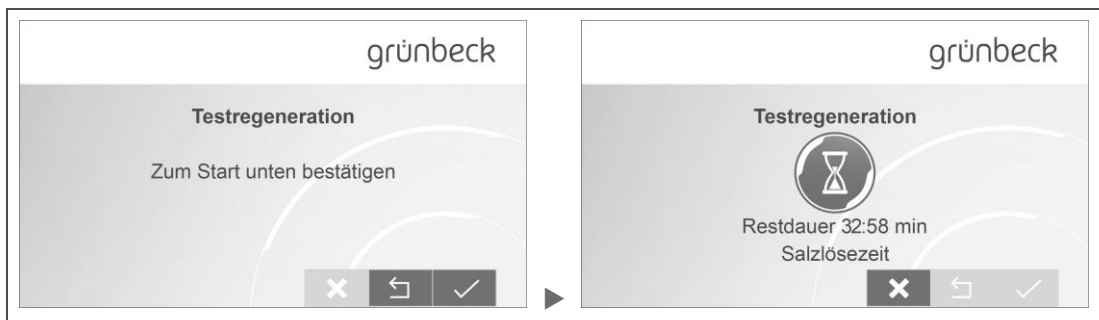 grünbeck
Testregeneration
Zum Start unten bestätigen
grünbeck
Testregeneration
Restdauer 32:58 min
Salzlösezeit